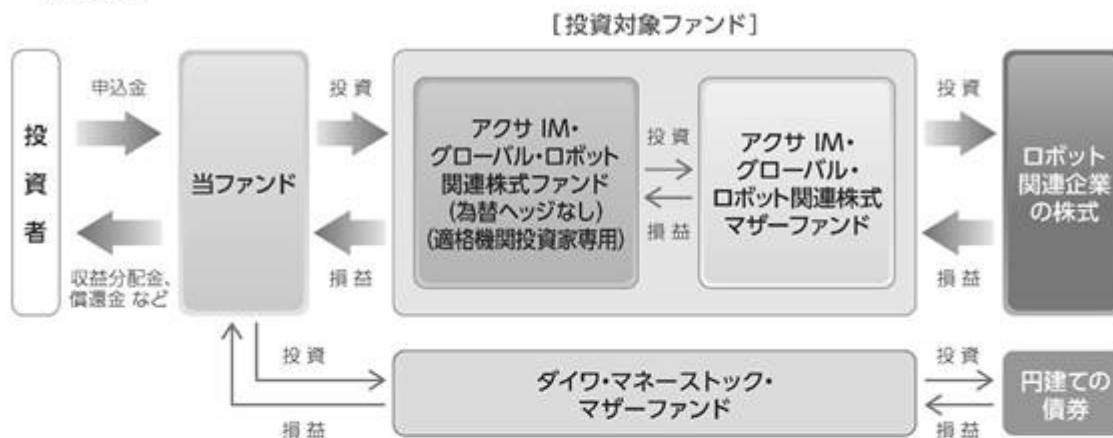 [投資対象ファンド]
投資者
申込金
収益分配金、
償還金 など
当ファンド
投資
損益
アクサ IM・
グローバル・ロボット
関連株式ファンド
(為替ヘッジなし)
(適格機関投資家専用)
投資
損益
アクサ IM・
グローバル・
ロボット関連株式
マザーファンド
投資
損益
ロボット
関連企業
の株式
投資
損益
ダイワ・マネーストック・
マザーファンド
投資
損益
円建ての
債券